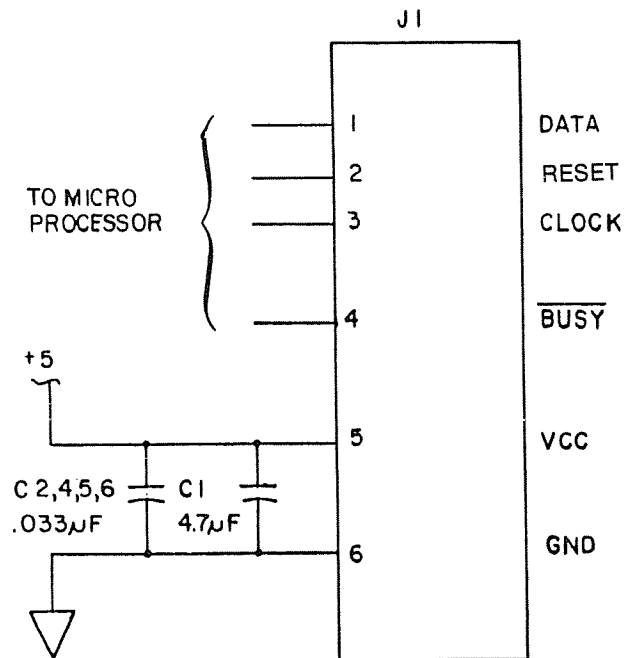 J1
1 DATA
2 RESET
3 CLOCK
TO MICRO
PROCESSOR
4 B̅U̅S̅Y̅
+5
5 VCC
C 2,4,5,6
.033µF
C1
4.7µF
6 GND